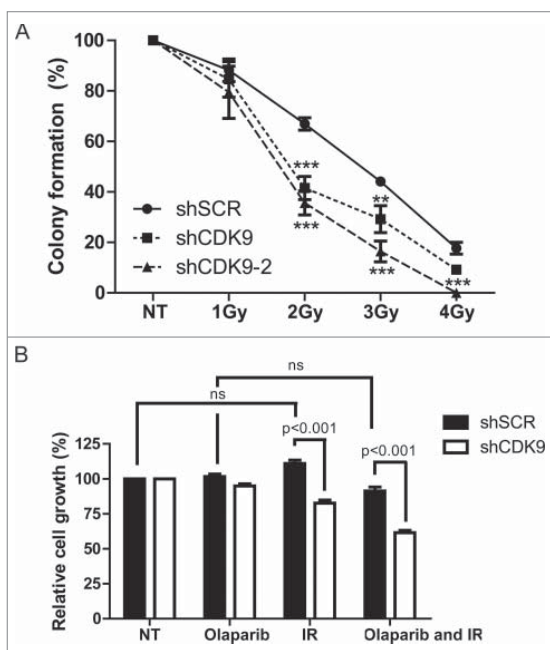 A
Colony formation (%)
100
80
60
40
20
0
***
**
***
***
***
shSCR
shCDK9
shCDK9-2
NT 1Gy 2Gy 3Gy 4Gy
B
ns
ns
p<0.001
p<0.001
shSCR
shCDK9
Relative cell growth (%)
125
100
75
50
25
0
NT Olaparib IR Olaparib and IR